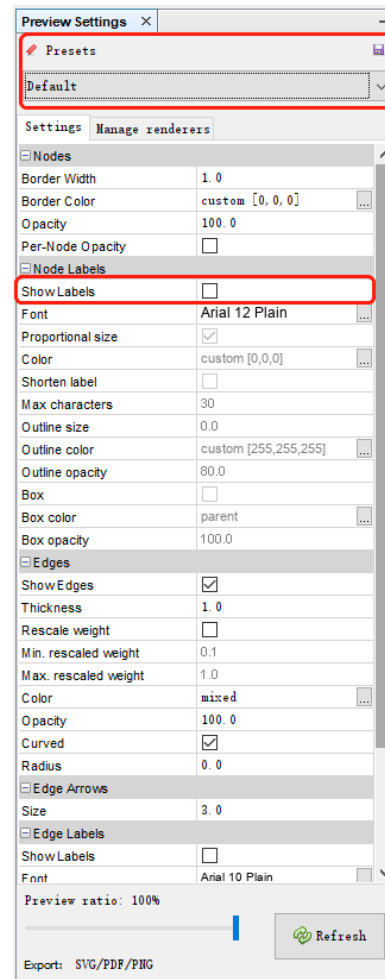 Preview Settings ×
Presets
Default
Settings Manage renderers
Nodes
Border Width 1.0
Border Color custom [0,0,0] ...
Opacity 100.0
Per-Node Opacity
Node Labels
Show Labels
Font Arial 12 Plain ...
Proportional size
Color custom [0,0,0] ...
Shorten label
Max characters 30
Outline size 0.0
Outline color custom [255,255,255] ...
Outline opacity 80.0
Box
Box color parent ...
Box opacity 100.0
Edges
Show Edges
Thickness 1.0
Rescale weight
Min. rescaled weight 0.1
Max. rescaled weight 1.0
Color mixed ...
Opacity 100.0
Curved
Radius 0.0
Edge Arrows
Size 3.0
Edge Labels
Show Labels
Font Arial 10 Plain ...
Preview ratio: 100%
Refresh
Export: SVG/PDF/PNG